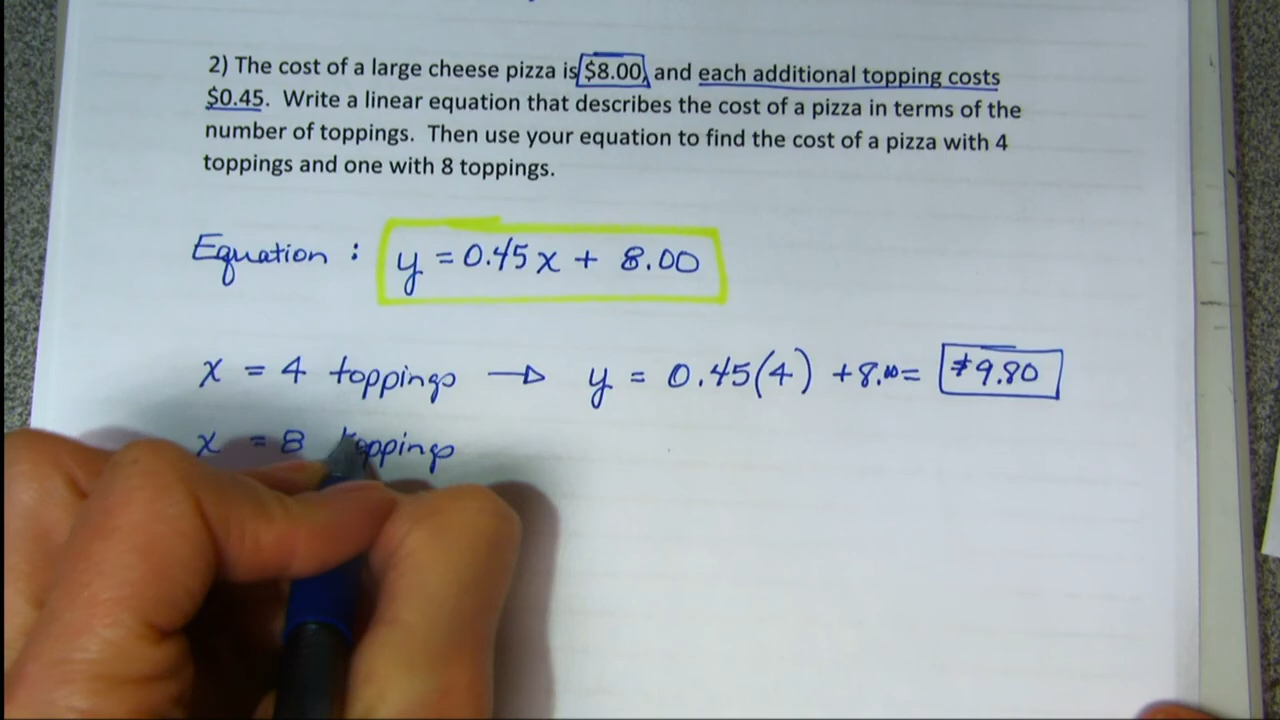 2) The cost of a large cheese pizza is $8.00, and each additional topping costs
$0.45. Write a linear equation that describes the cost of a pizza in terms of the
number of toppings. Then use your equation to find the cost of a pizza with 4
toppings and one with 8 toppings.
Equation : y = 0.45x + 8.00
x = 4 toppings → y = 0.45(4) +8.00 = $9.80
x = 8 toppings